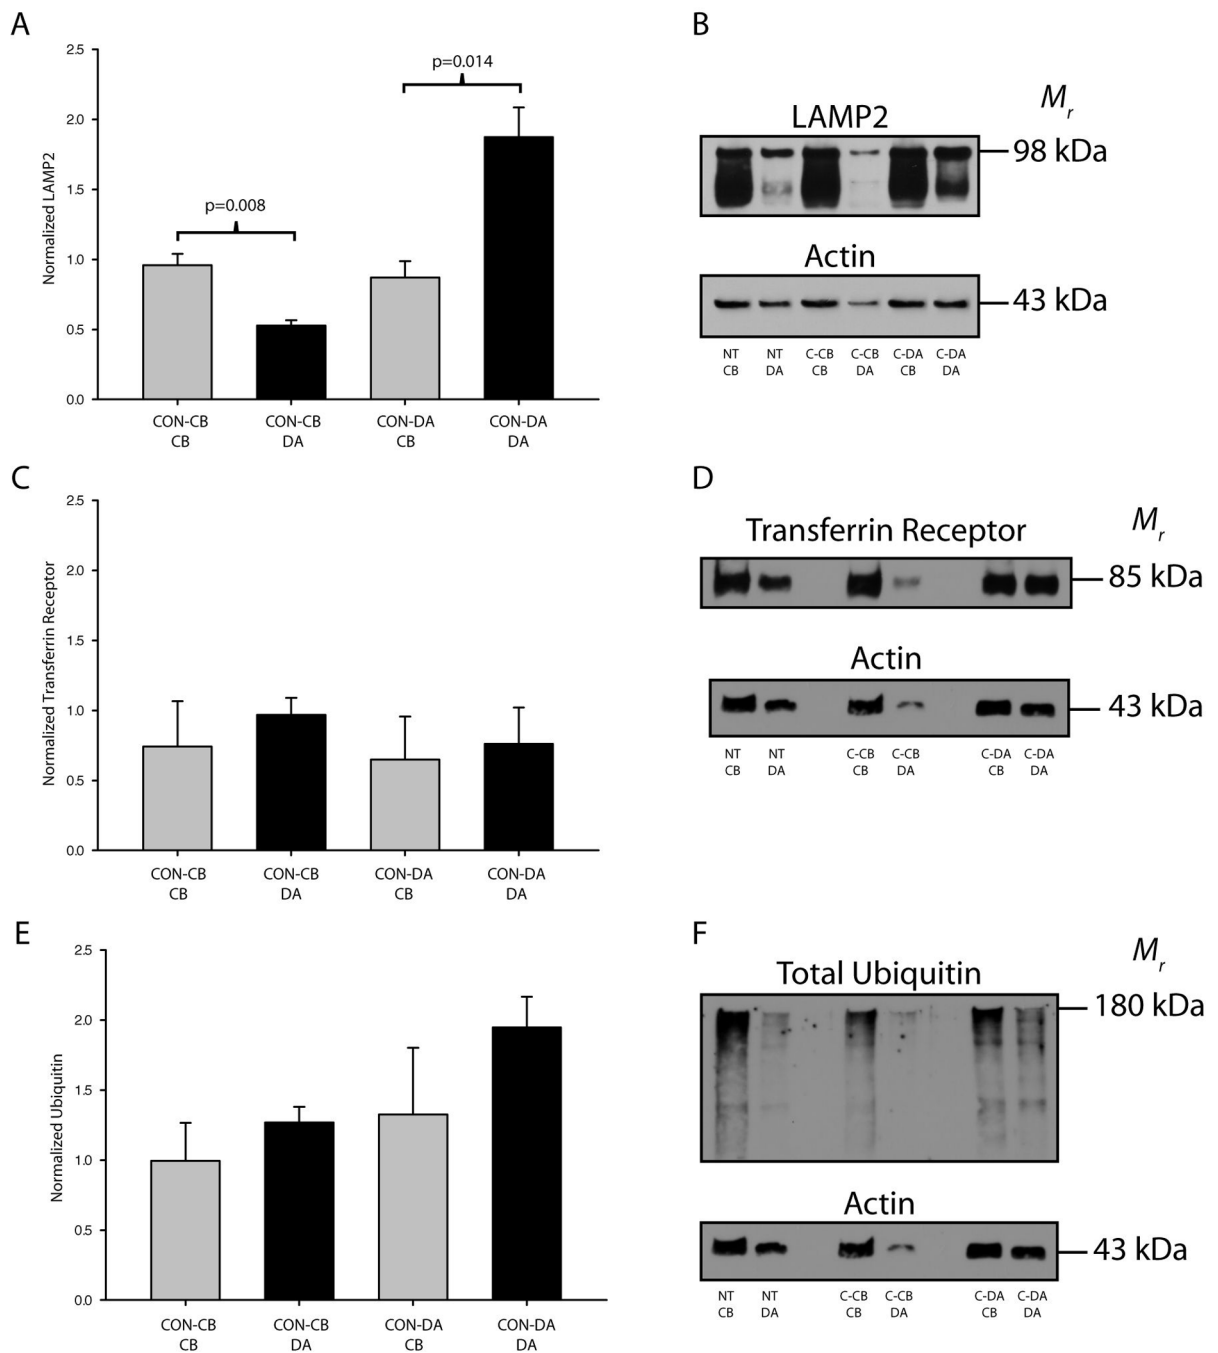 A
2.5
2.0
1.5
1.0
0.5
0.0
Normalized LAMP2
p=0.008
p=0.014
CON-CB CON-CB CON-DA CON-DA
CB DA CB DA
B
LAMP2
Mr
98 kDa
Actin
43 kDa
NT NT C-CB C-CB C-DA C-DA
CB DA CB DA CB DA
C
2.5
2.0
1.5
1.0
0.5
0.0
Normalized Transferrin Receptor
CON-CB CON-CB CON-DA CON-DA
CB DA CB DA
D
Transferrin Receptor
Mr
85 kDa
Actin
43 kDa
NT NT C-CB C-CB C-DA C-DA
CB DA CB DA CB DA
E
2.5
2.0
1.5
1.0
0.5
0.0
Normalized Ubiquitin
CON-CB CON-CB CON-DA CON-DA
CB DA CB DA
F
Total Ubiquitin
Mr
180 kDa
Actin
43 kDa
NT NT C-CB C-CB C-DA C-DA
CB DA CB DA CB DA